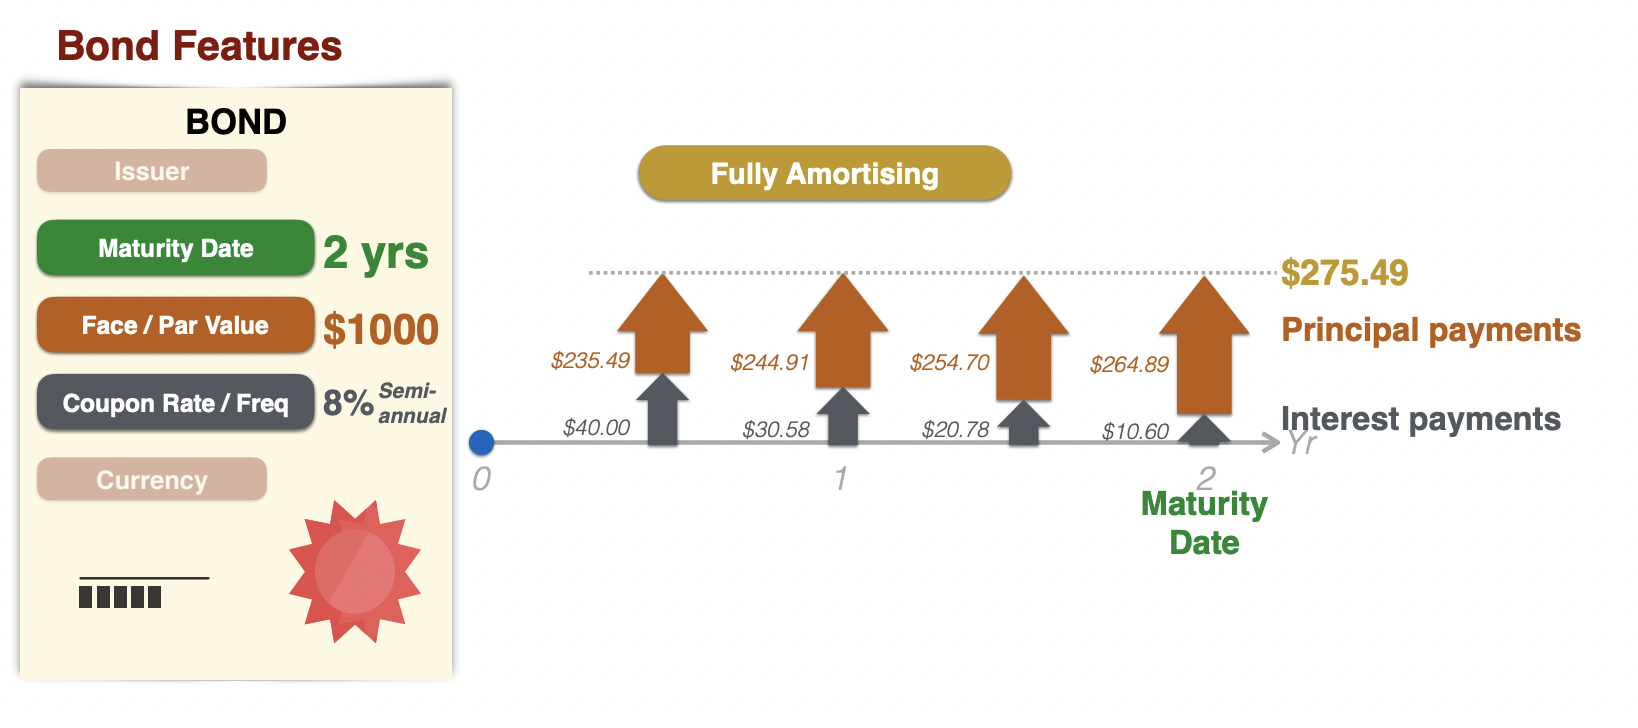 Bond Features
BOND
Issuer
Maturity Date 2 yrs
Face / Par Value $1000
Coupon Rate / Freq 8% Semi-
annual
Currency
Fully Amortising
$275.49
Principal payments
$235.49 $244.91 $254.70 $264.89
Interest payments
$40.00 $30.58 $20.78 $10.60
Yr
0 1 2
Maturity
Date